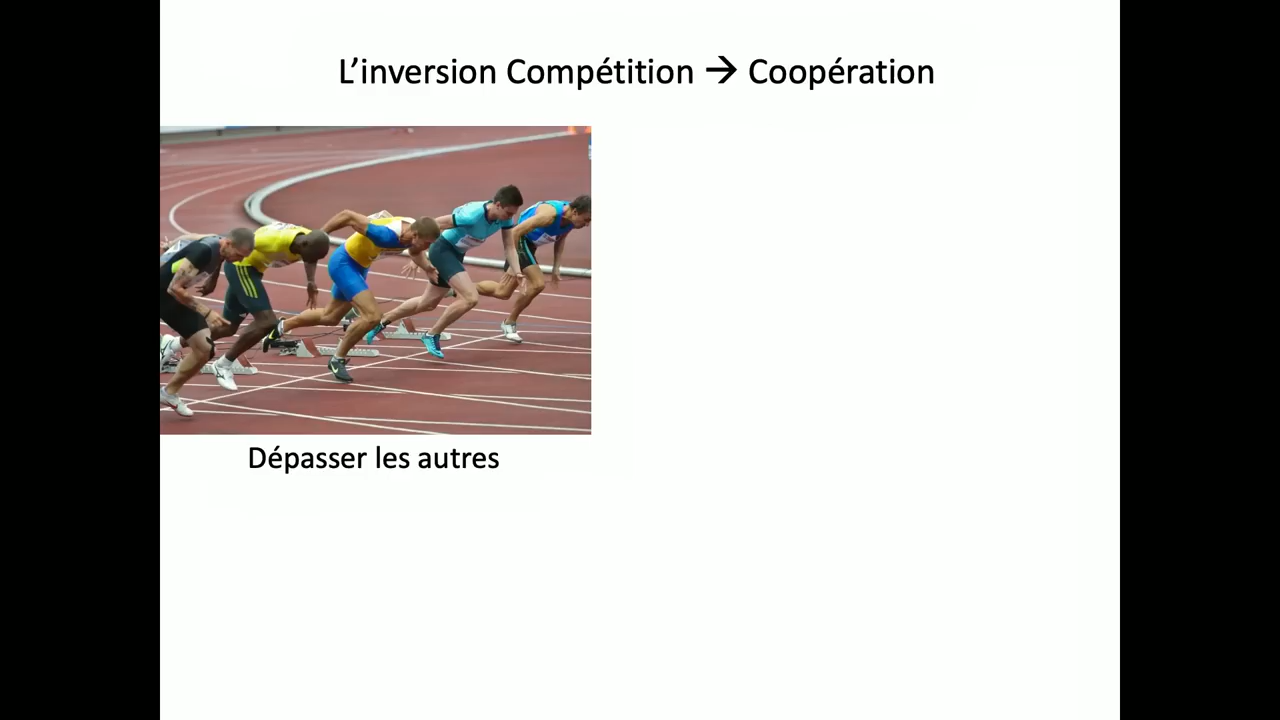 L’inversion Compétition → Coopération
Dépasser les autres